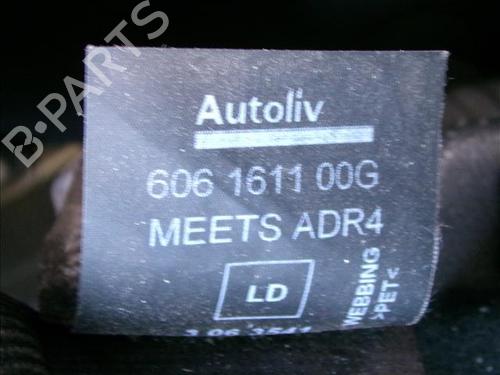 B-PARTS
Autoliv
606 1611 00G
MEETS ADR4
LD
WEBBING
>PET<